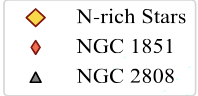 N-rich Stars
NGC 1851
NGC 2808